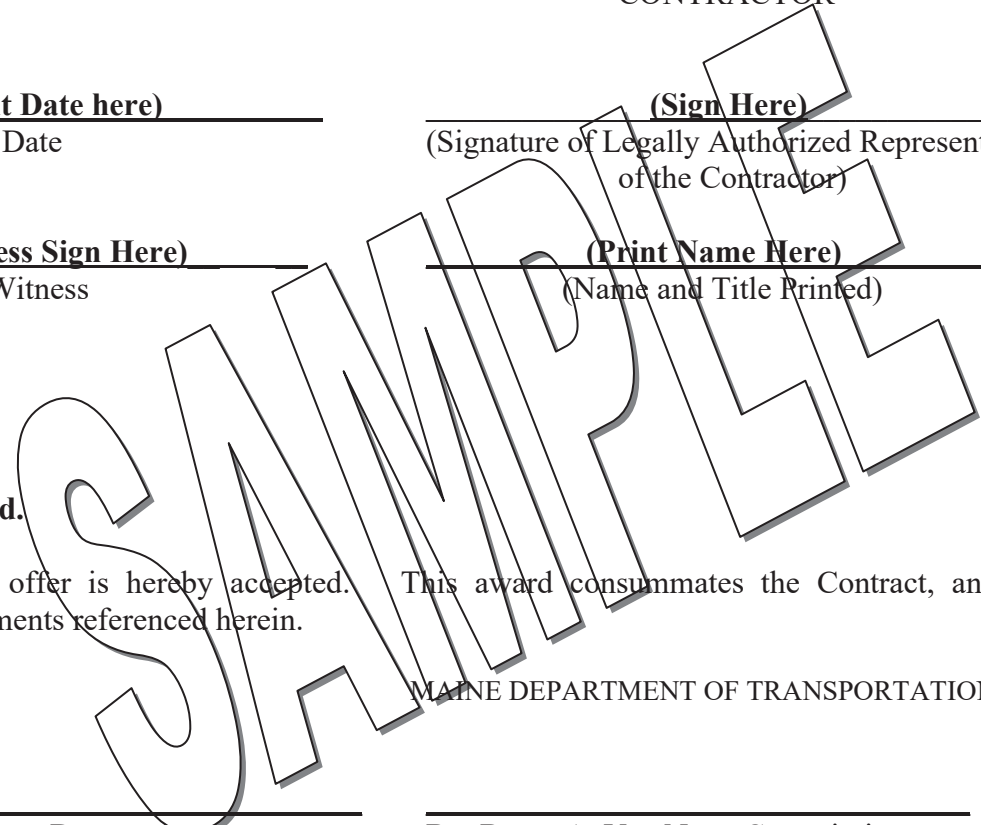 CONTRACTOR
t Date here) (Sign Here)
Date (Signature of Legally Authorized Represent
of the Contractor)
ess Sign Here) (Print Name Here)
Witness (Name and Title Printed)
SAMPLE
d.
offer is hereby accepted. This award consummates the Contract, an
ments referenced herein.
MAINE DEPARTMENT OF TRANSPORTATION